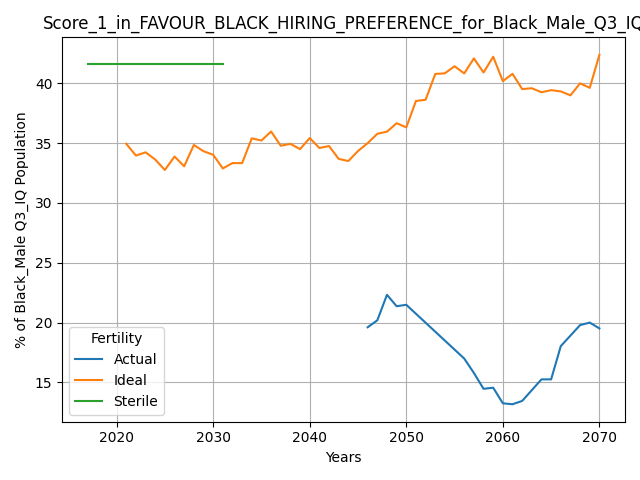 Score_1_in_FAVOUR_BLACK_HIRING_PREFERENCE_for_Black_Male_Q3_IQ
% of Black_Male Q3_IQ Population
40
35
30
25
20
15
Fertility
Actual
Ideal
Sterile
2020 2030 2040 2050 2060 2070
Years